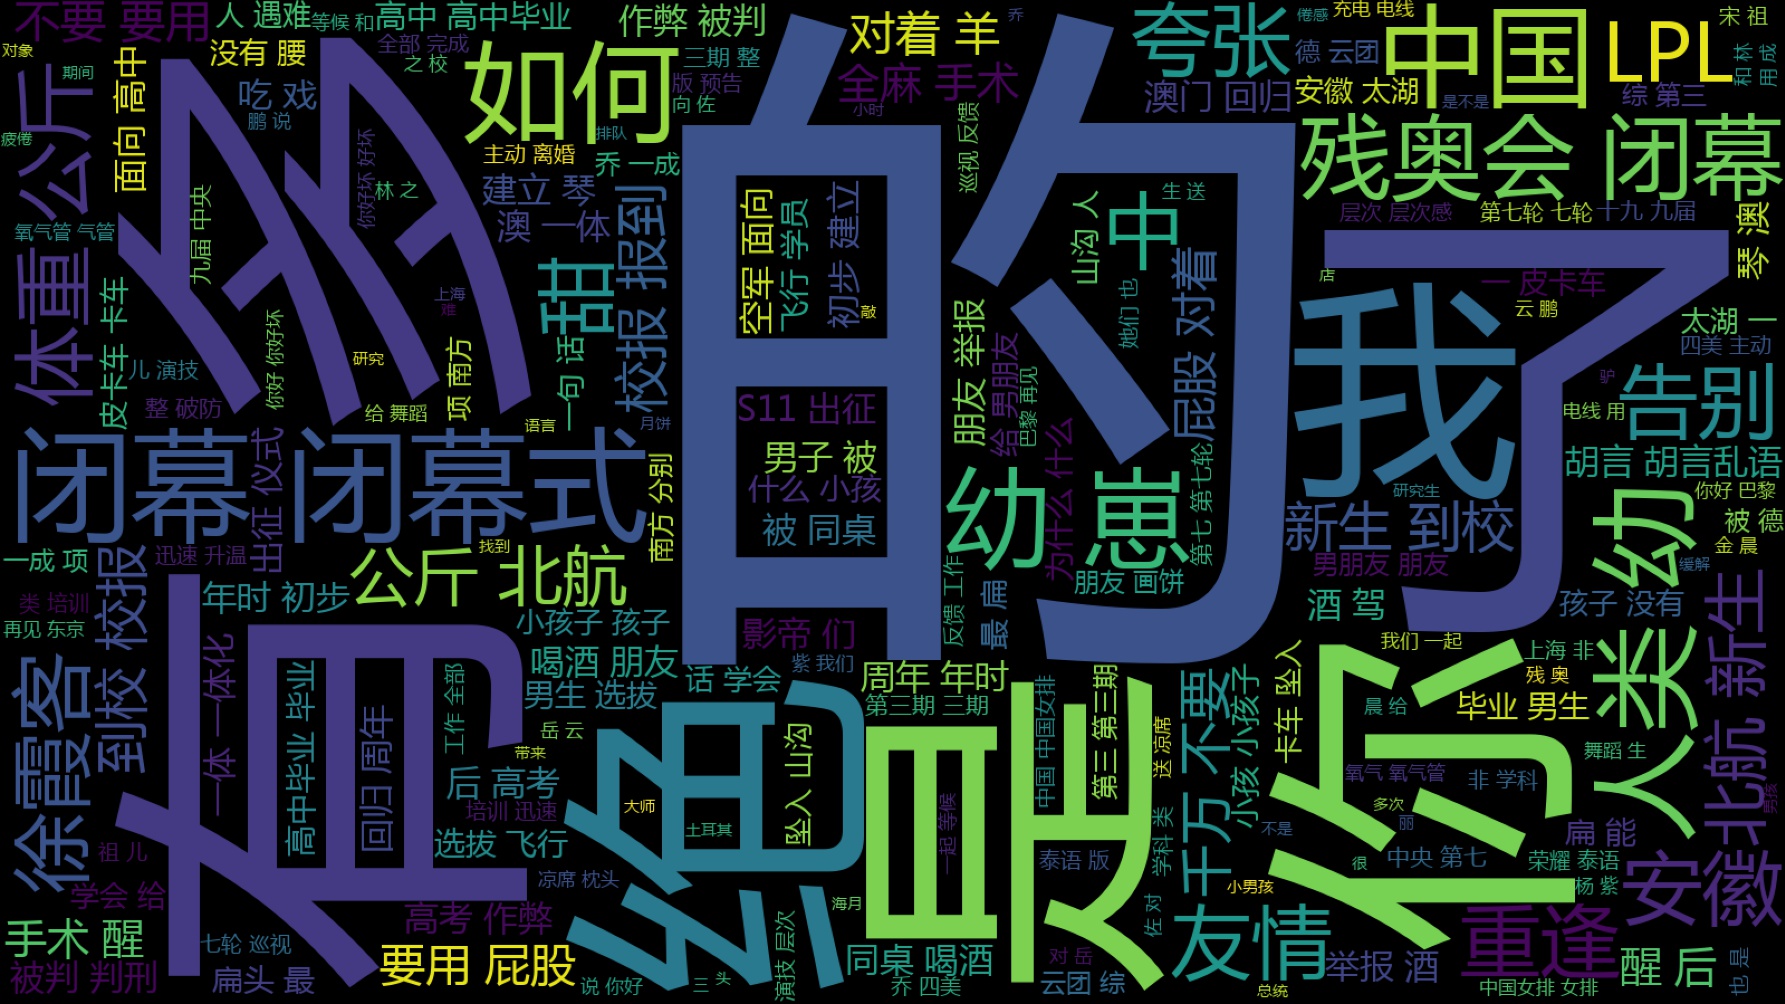 不要 要用
人 遇难
等候 和
高中 高中毕业
作弊 被判
对着 羊
乔
夸张
倦感
充电 电线
中国
LPL
宋 祖
对象
期间
没有 腰
全部 完成
之 校
如何
三期 整
版 预告
向 佐
全麻 手术
小时
德 云团
安徽 太湖
澳门 回归
是不是
综 第三
和 林
用 成
公斤
疲倦
面向 高中
吃 戏
鹏 说
排队
主动 离婚
乔 一成
巡视 反馈
残奥会 闭幕
多
你好坏 好坏
林 之
建立 琴
澳 一体
的
生 送
中
山沟 人
层次 层次感
第七轮 七轮
十九 九届
琴 澳
氧气管 气管
九届 中央
体重
上海
难
甜
校报 报到
空军 面向
飞行 学员
初步 建立
敲
她们 也
屁股 对着
店
了
我
一 皮卡车
云 鹏
太湖 一
四美 主动
皮卡车 卡车
儿 演技
你好 你好坏
研究
项 南方
一句 话
整 破防
给 舞蹈
语言
月饼
S11 出征
朋友 举报
给 男朋友
巴黎 再见
驴
告别
电线 用
闭幕 闭幕式
出征 仪式
南方 分别
男子 被
什么 小孩
被 同桌
幼 崽
为什么 什么
第七 第七轮
胡言 胡言乱语
研究生
你好 巴黎
新生 到校
被 德
金 晨
一成 项
迅速 升温
找到
公斤 北航
反馈 工作
最 扁
朋友 画饼
男朋友 朋友
幼
缓解
类 培训
再见 东京
到校 校报
年时 初步
小孩子 孩子
影帝 们
酒 驾
孩子 没有
北航 新生
徐霞客
有
一体 一体化
高中毕业 毕业
回归 周年
工作 全部
喝酒 朋友
男生 选拔
话 学会
紫 我们
周年 年时
第三期 三期
中国 中国女排
第三 第三期
送 凉席
千万 不要
小孩 小孩子
卡车 坠入
我们 一起
上海 非
残 奥
晨 给
毕业 男生
人类
岳 云
带来
后 高考
培训 迅速
绝
大师
土耳其
坠入 山沟
是
一起 等候
你
氧气 氧气管
非 学科
舞蹈 生
多次
丽
男孩
祖 儿
选拔 飞行
泰语 版
学科 类
不是
很
中央 第七
扁 能
荣耀 泰语
学会 给
凉席 枕头
小男孩
杨 紫
安徽
高考 作弊
海月
佐 对
友情
重逢
手术 醒
七轮 巡视
要用 屁股
演技 层次
同桌 喝酒
对 岳
举报 酒
醒 后
也 是
被判 判刑
扁头 最
说 你好
三 头
乔 四美
云团 综
总统
中国女排 女排